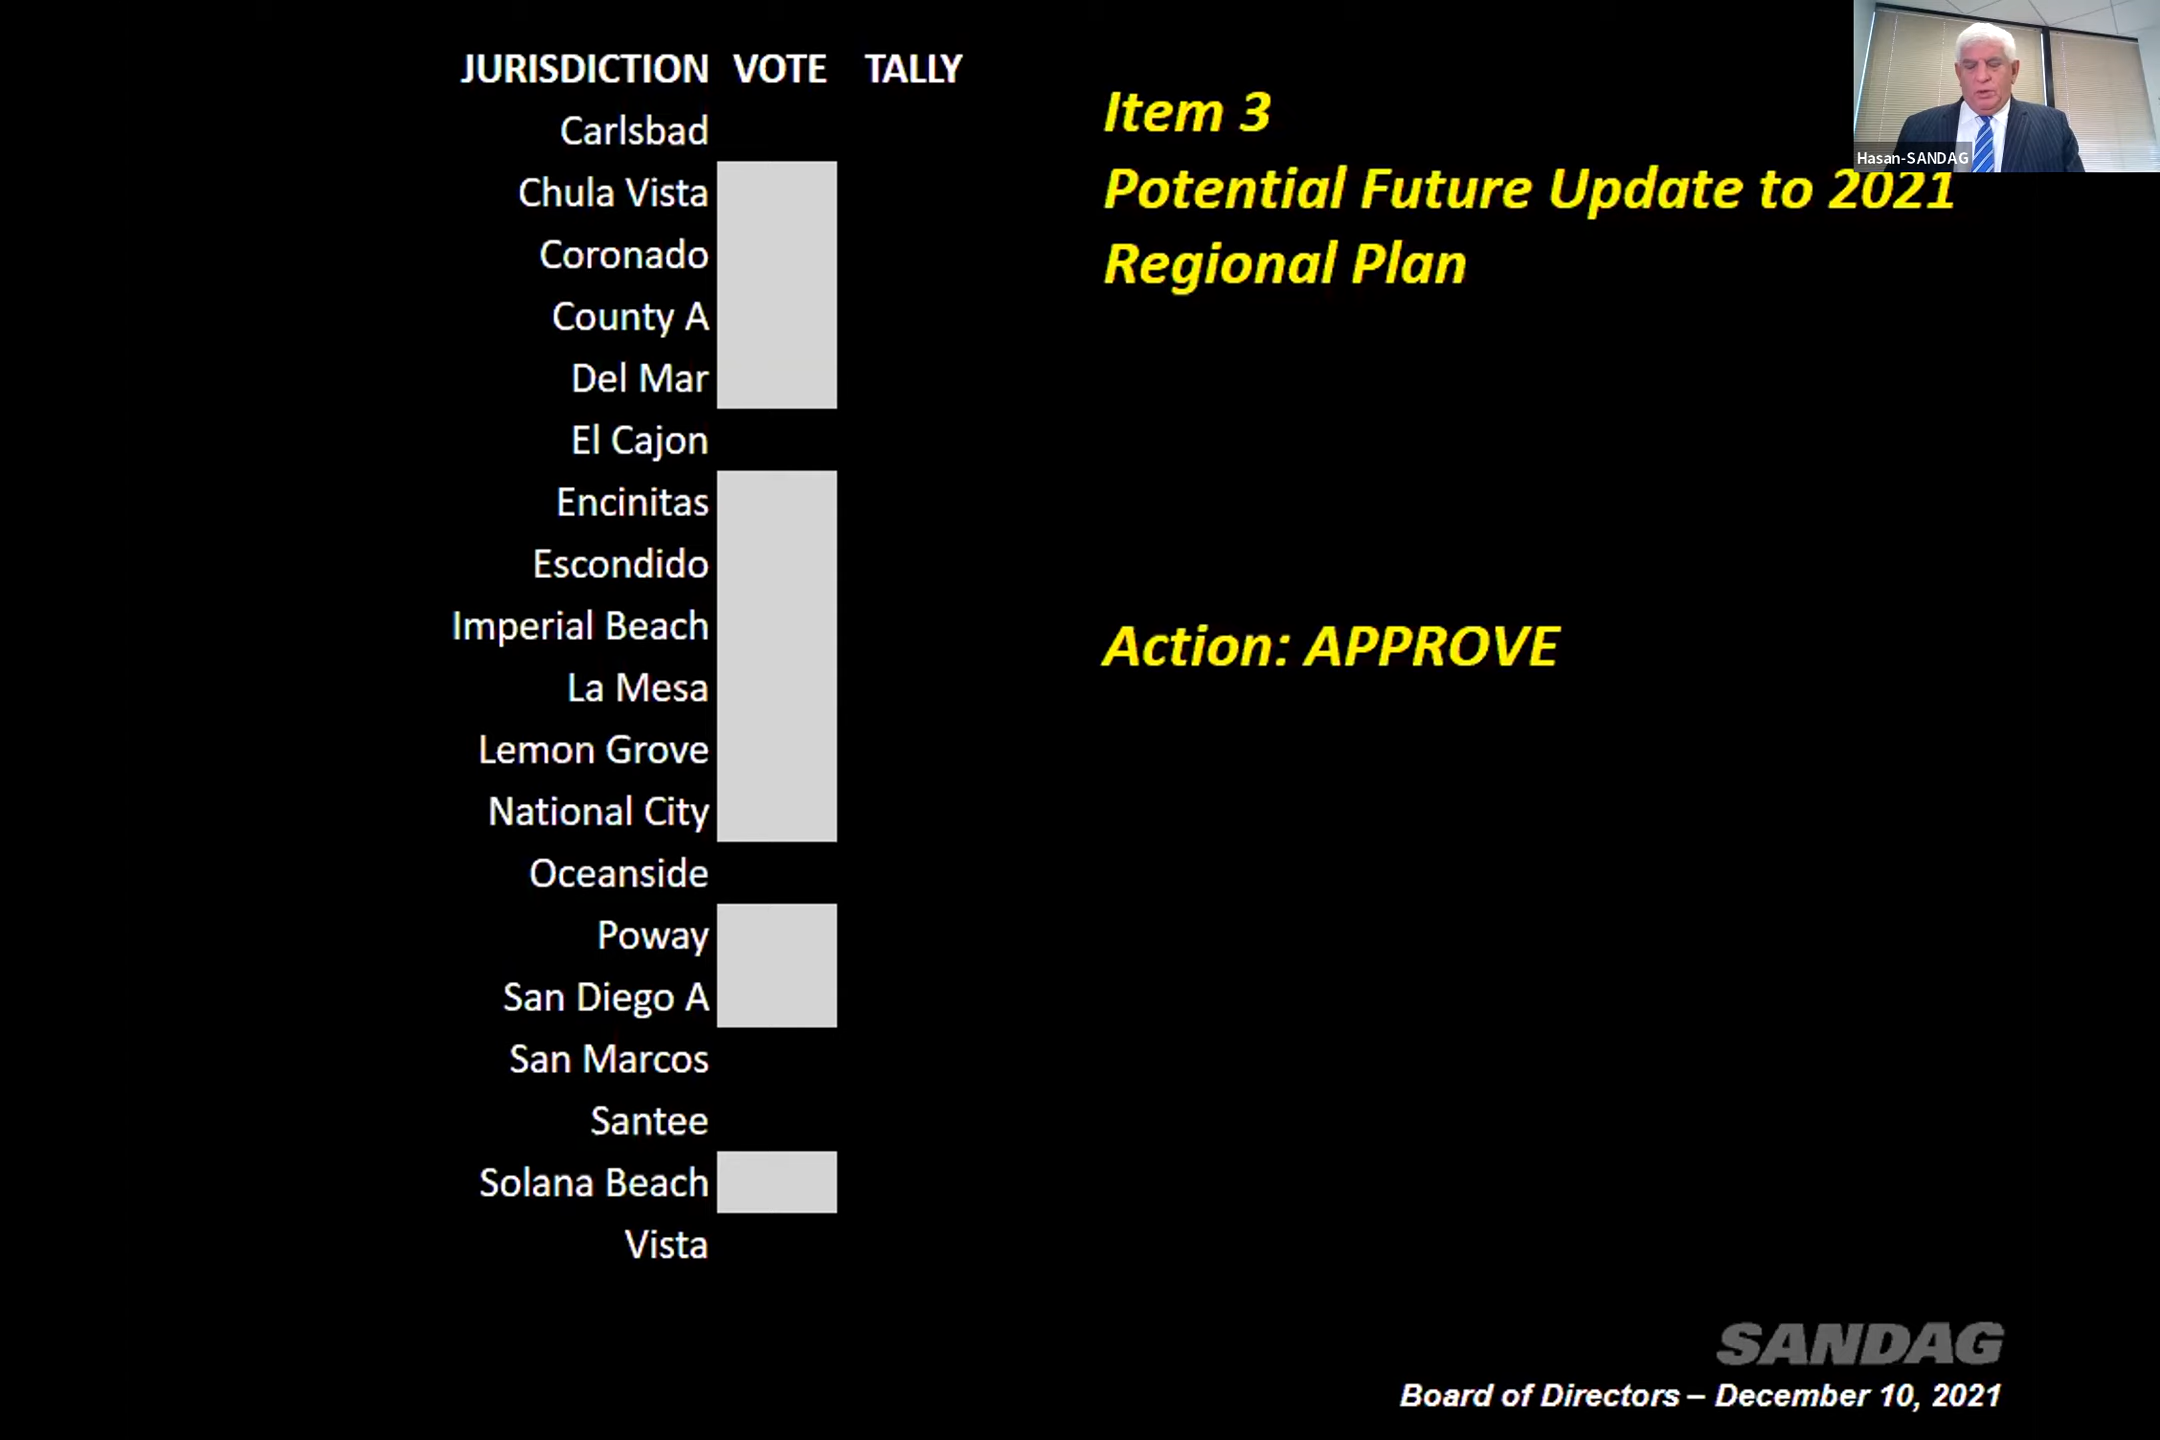 JURISDICTION VOTE TALLY
Carlsbad
Chula Vista
Coronado
County A
Del Mar
El Cajon
Encinitas
Escondido
Imperial Beach
La Mesa
Lemon Grove
National City
Oceanside
Poway
San Diego A
San Marcos
Santee
Solana Beach
Vista
Item 3
Potential Future Update to 2021
Regional Plan
Action: APPROVE
Hasan-SANDAG
SANDAG
Board of Directors – December 10, 2021